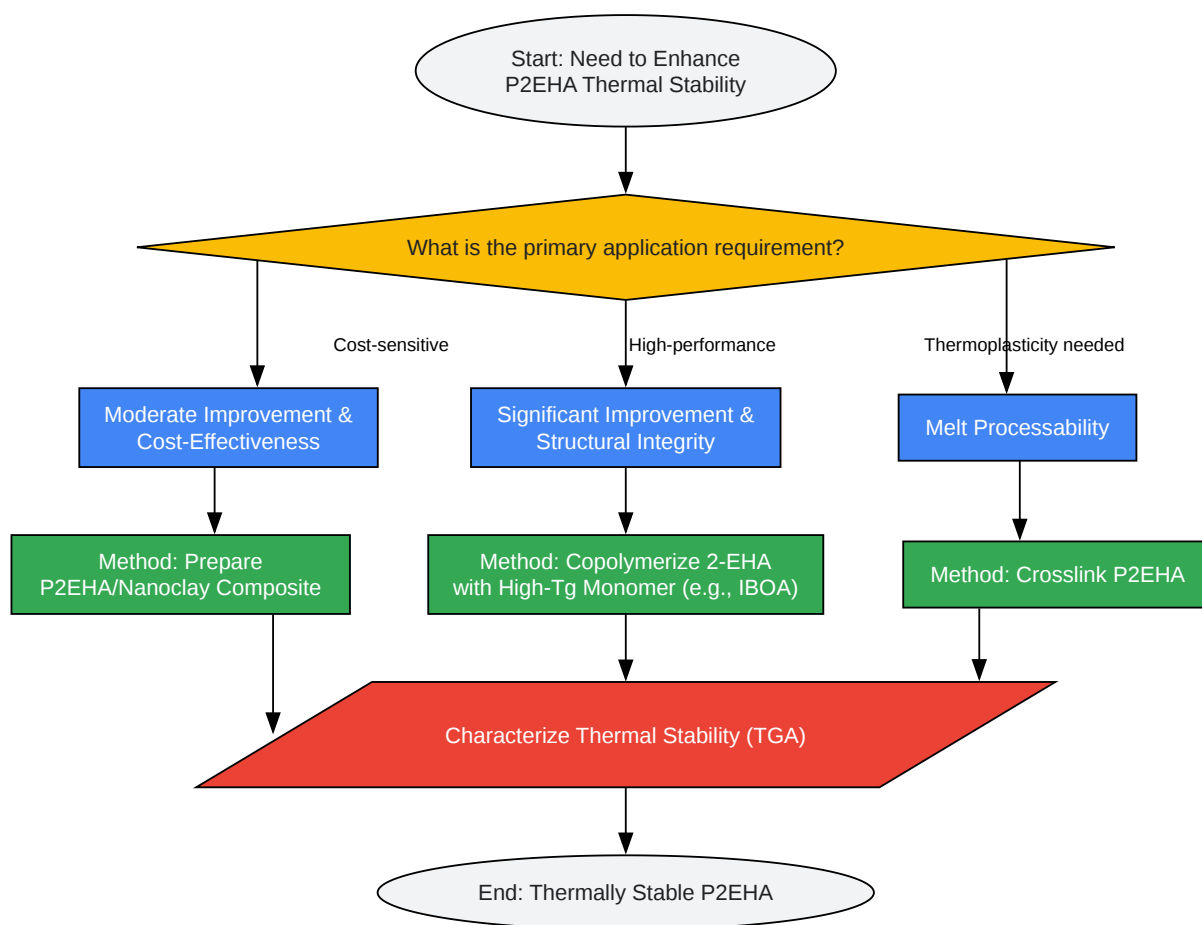 Start: Need to Enhance
P2EHA Thermal Stability
What is the primary application requirement?
Cost-sensitive
High-performance
Thermoplasticity needed
Moderate Improvement &
Cost-Effectiveness
Significant Improvement &
Structural Integrity
Melt Processability
Method: Prepare
P2EHA/Nanoclay Composite
Method: Copolymerize 2-EHA
with High-Tg Monomer (e.g., IBOA)
Method: Crosslink P2EHA
Characterize Thermal Stability (TGA)
End: Thermally Stable P2EHA